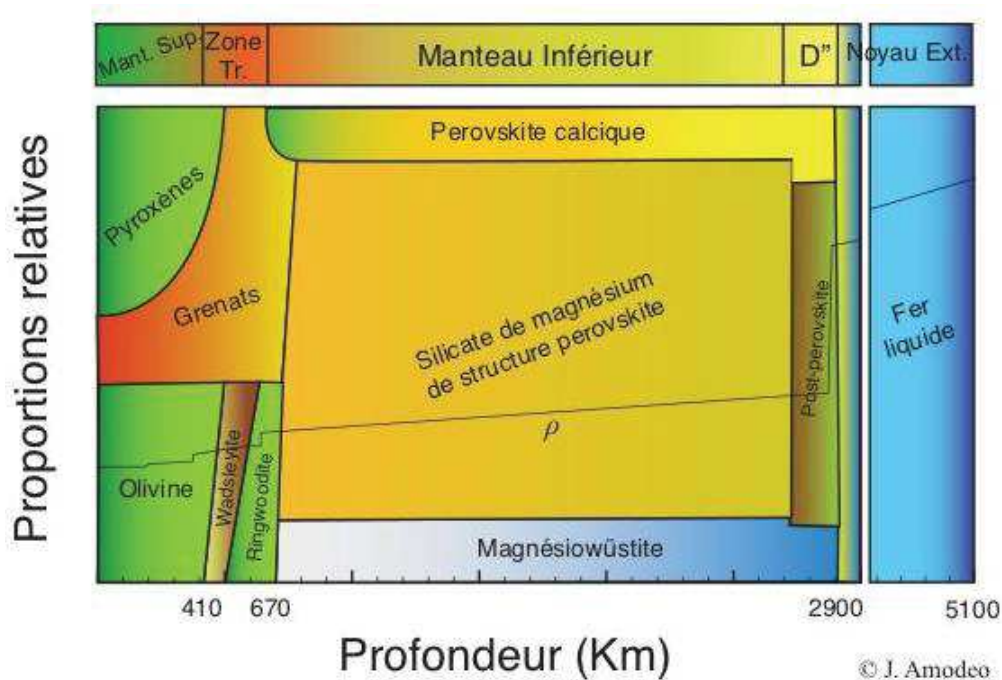 Mant. Sup.
Zone
Tr.
Manteau Inférieur
D"
Noyau Ext.
Proportions relatives
Pyroxènes
Grenats
Olivine
Wadsleyite
Ringwoodite
Perovskite calcique
Silicate de magnésium
de structure perovskite
ρ
Magnésiowüstite
Post-perovskite
Fer
liquide
410
670
2900
5100
Profondeur (Km)
© J. Amodeo